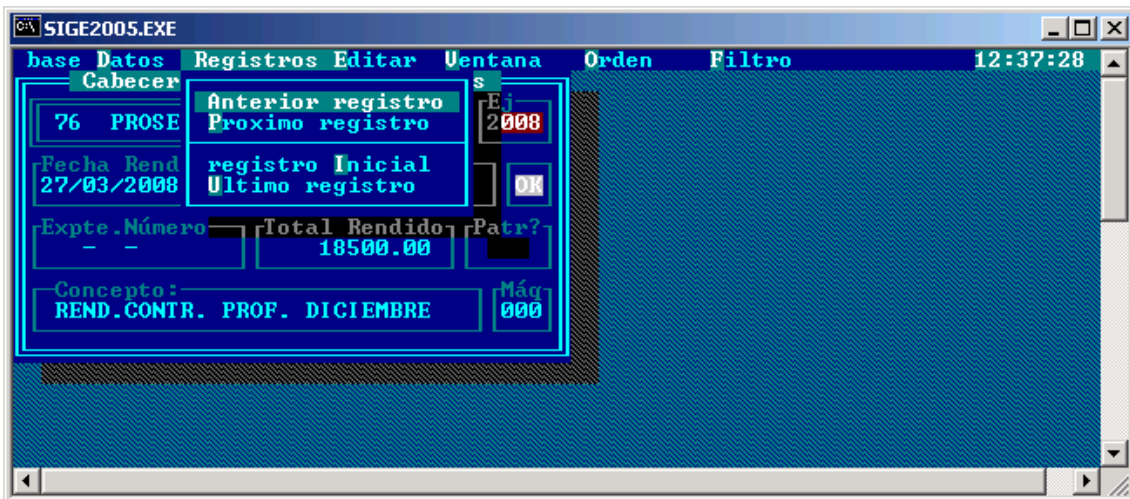 SIGE2005.EXE
base Datos Registros Editar Ventana Orden Filtro 12:37:28
Cabecer s
Anterior registro Ej
76 PROSE Proximo registro 2008
Fecha Rend registro Inicial
27/03/2008 Ultimo registro OK
Expte.Número Total Rendido Patr?
- - 18500.00
Concepto: Máq
REND.CONTR. PROF. DICIEMBRE 000